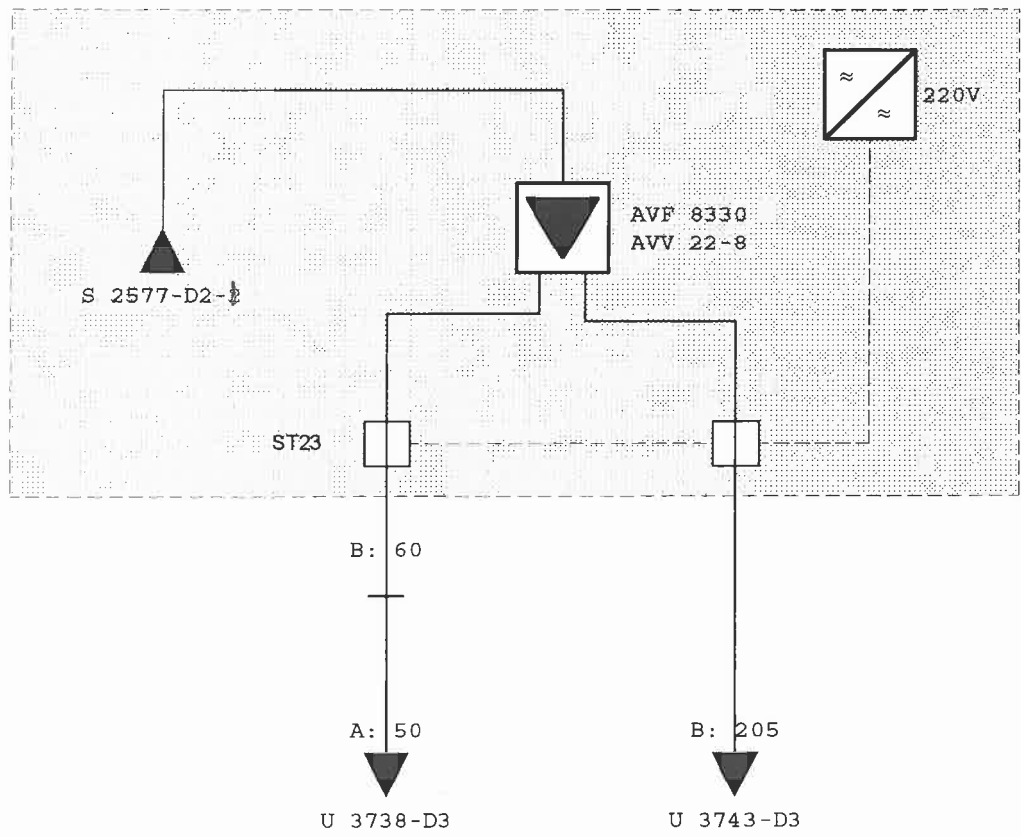 ≈
≈
220V
AVF 8330
AVV 22-8
S 2577-D2-
ST23
B: 60
A: 50
B: 205
U 3738-D3
U 3743-D3